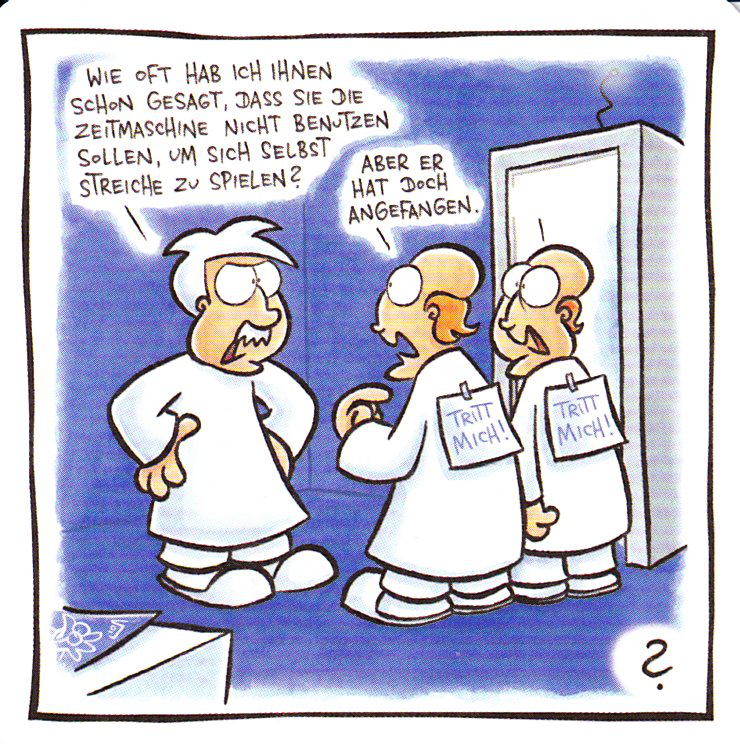 WIE OFT HAB ICH IHNEN
SCHON GESAGT, DASS SIE DIE
ZEITMASCHINE NICHT BENUTZEN
SOLLEN, UM SICH SELBST
STREICHE ZU SPIELEN?
ABER ER
HAT DOCH
ANGEFANGEN.
TRITT
MICH!
TRITT
MICH!
?